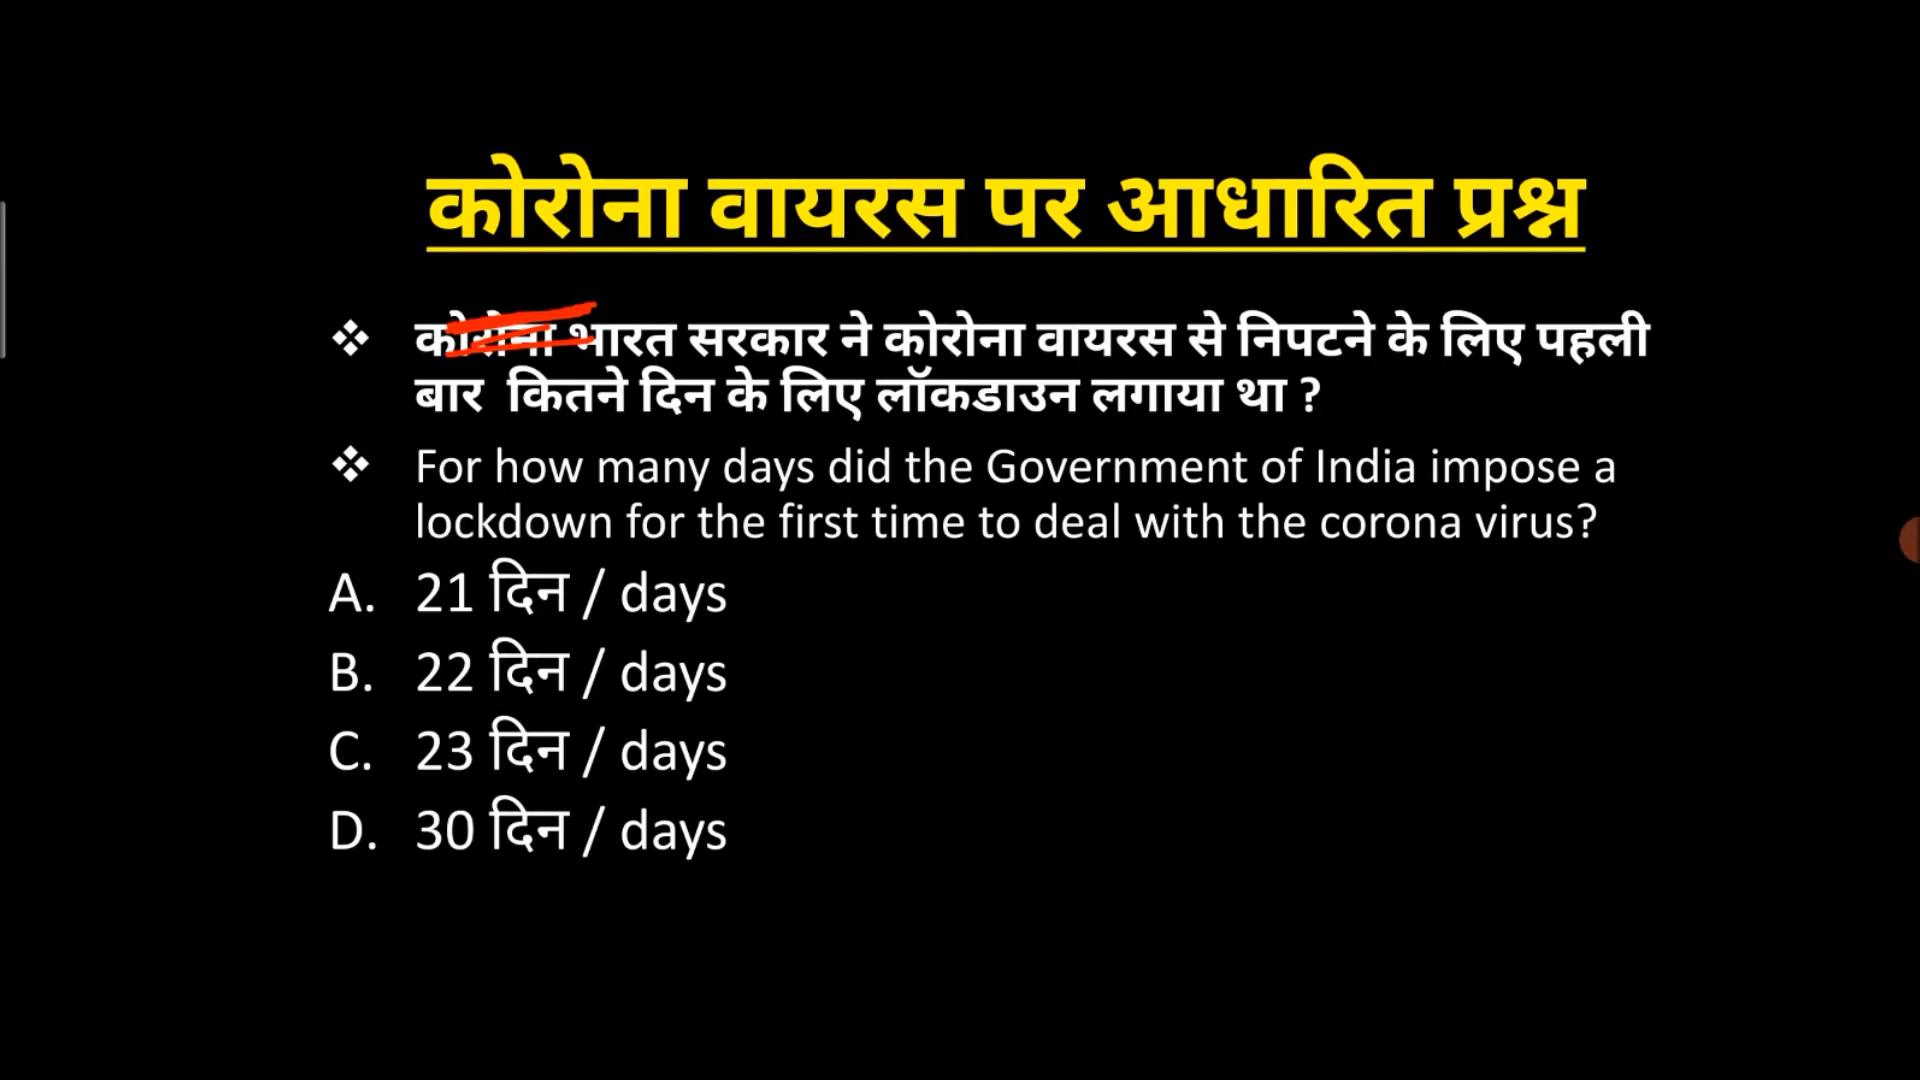 कोरोना वायरस पर आधारित प्रश्न
❖ कोरोना भारत सरकार ने कोरोना वायरस से निपटने के लिए पहली
बार कितने दिन के लिए लॉकडाउन लगाया था ?
❖ For how many days did the Government of India impose a
lockdown for the first time to deal with the corona virus?
A. 21 दिन / days
B. 22 दिन / days
C. 23 दिन / days
D. 30 दिन / days